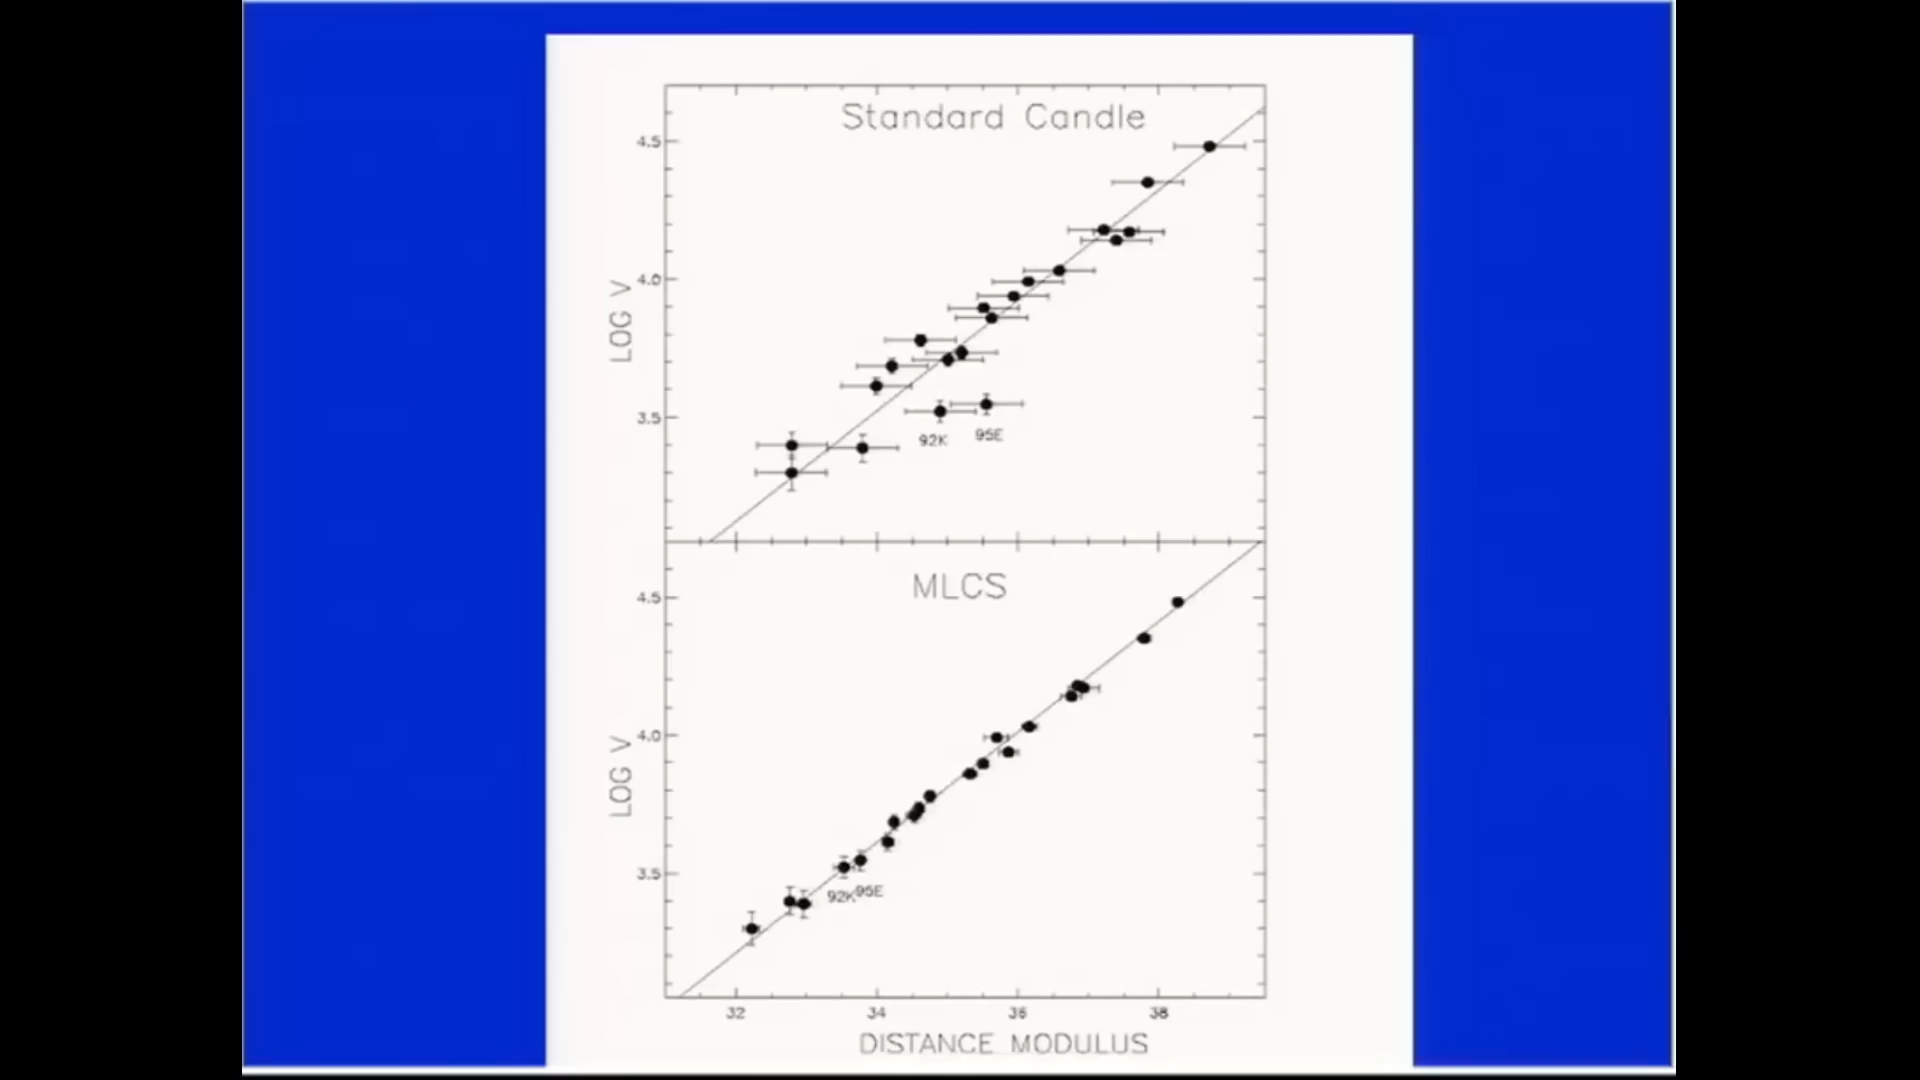 Standard Candle
4.5
4.0
3.5
LOG V
92K
95E
MLCS
4.5
4.0
3.5
LOG V
92K
95E
32
34
36
38
DISTANCE MODULUS